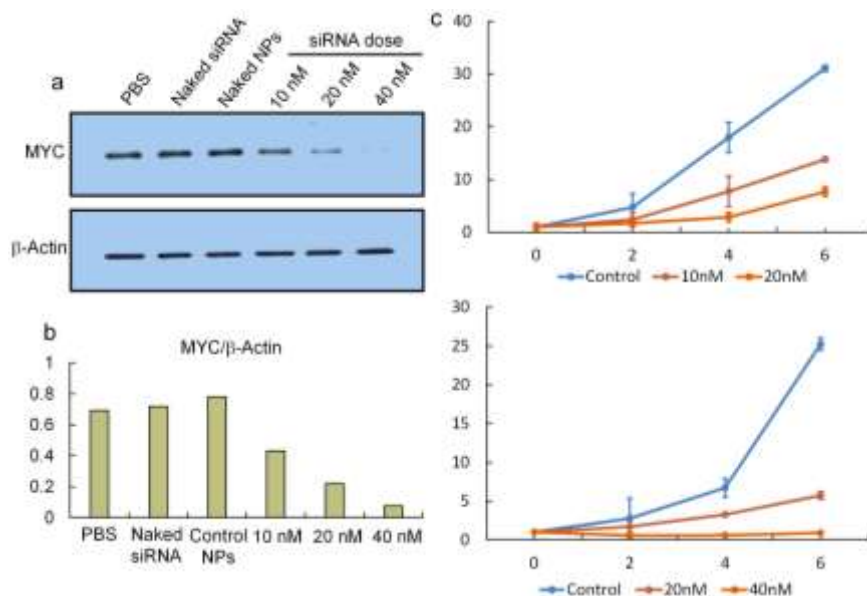 a
siRNA dose
PBS
Naked siRNA
Naked NPs
10 nM
20 nM
40 nM
MYC
β-Actin
b
MYC/β-Actin
1
0.8
0.6
0.4
0.2
0
PBS
Naked siRNA
Control NPs
10 nM
20 nM
40 nM
c
40
30
20
10
0
0 2 4 6
Control 10nM 20nM
30
25
20
15
10
5
0
0 2 4 6
Control 20nM 40nM